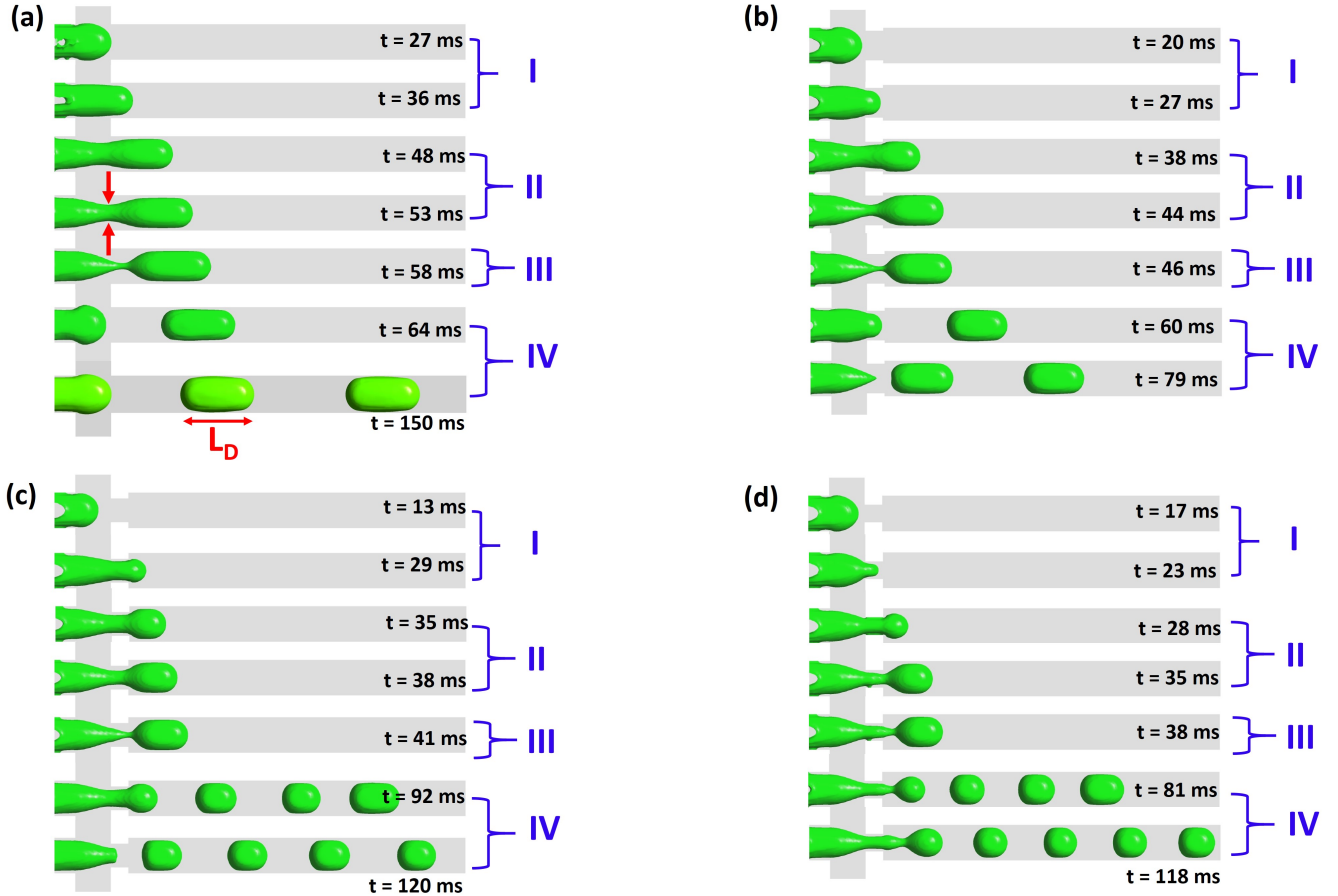 (a)
t = 27 ms
I
t = 36 ms
t = 48 ms
II
t = 53 ms
t = 58 ms
III
t = 64 ms
IV
t = 150 ms
L_D
(b)
t = 20 ms
I
t = 27 ms
t = 38 ms
II
t = 44 ms
t = 46 ms
III
t = 60 ms
IV
t = 79 ms
(c)
t = 13 ms
I
t = 29 ms
t = 35 ms
II
t = 38 ms
t = 41 ms
III
t = 92 ms
IV
t = 120 ms
(d)
t = 17 ms
I
t = 23 ms
t = 28 ms
II
t = 35 ms
t = 38 ms
III
t = 81 ms
IV
t = 118 ms